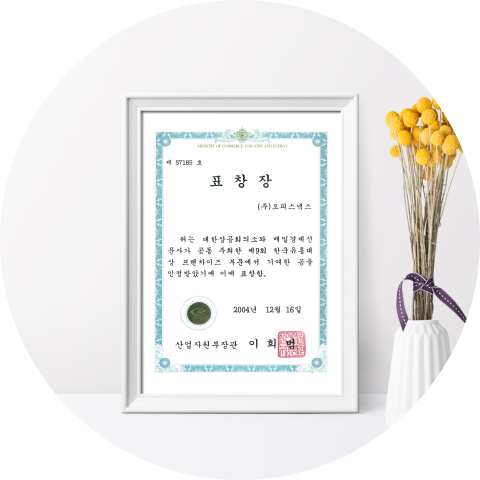 MINISTRY OF COMMERCE, INDUSTRY AND ENERGY
제 57185 호
표 창 장
(주)오피스넥스
위는 대한상공회의소와 매일경제신
문사가 공동 주최한 제9회 한국유통대
상 프랜차이즈 부문에서 기여한 공을
인정받았기에 이에 표창함.
2004년 12월 16일
산업자원부장관 이 희 범